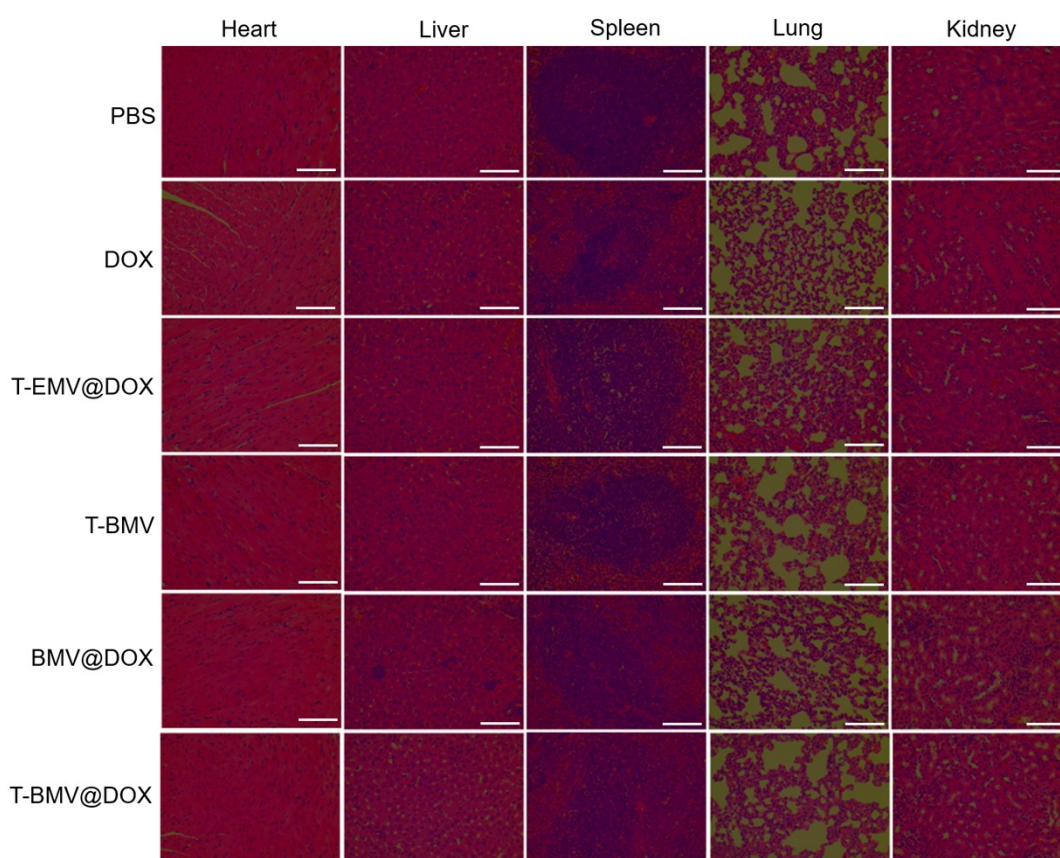 Heart Liver Spleen Lung Kidney
PBS
DOX
T-EMV@DOX
T-BMV
BMV@DOX
T-BMV@DOX